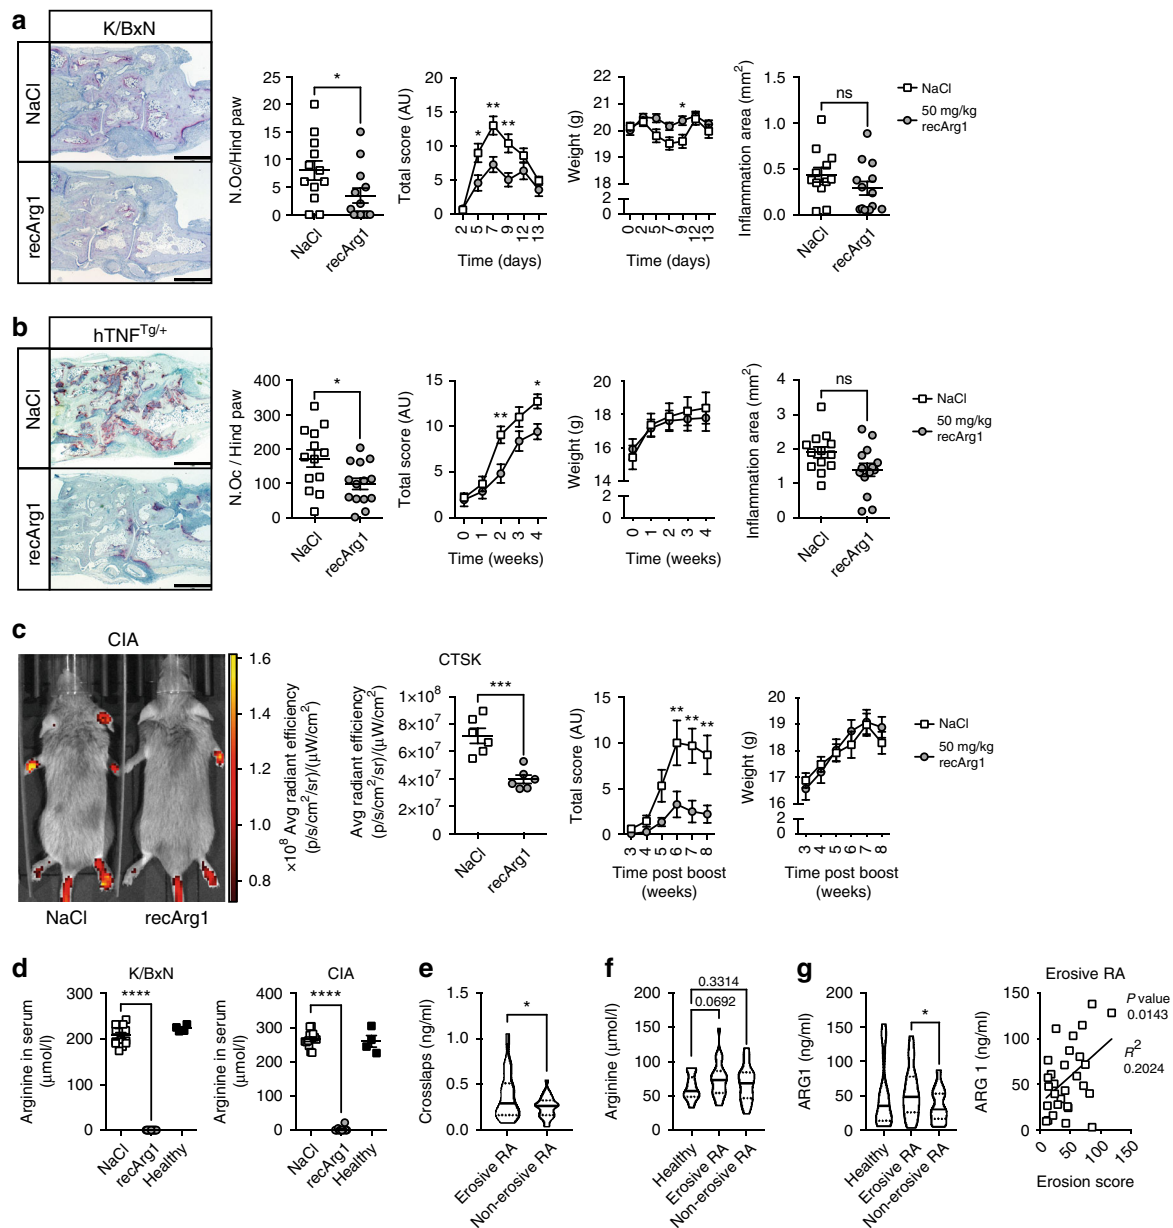 a
K/BxN
NaCl
recArg1
N.Oc/Hind paw
25
20
15
10
5
0
*
NaCl
recArg1
Total score (AU)
20
15
10
5
0
*
**
**
2
5
7
9
12
13
Time (days)
Weight (g)
22
21
20
19
18
2
0
*
0
2
5
7
9
12
13
Time (days)
Inflammation area (mm²)
1.5
1.0
0.5
0.0
ns
NaCl
recArg1
NaCl
50 mg/kg
recArg1
b
hTNFTg/+
NaCl
recArg1
N.Oc / Hind paw
400
300
200
100
0
*
NaCl
recArg1
Total score (AU)
15
10
5
0
**
*
0
1
2
3
4
Time (weeks)
Weight (g)
20
18
16
14
2
0
0
1
2
3
4
Time (weeks)
Inflammation area (mm²)
4
3
2
1
0
ns
NaCl
recArg1
NaCl
50 mg/kg
recArg1
c
CIA
NaCl
recArg1
1.6
1.4
1.2
1.0
0.8
×10⁸ Avg radiant efficiency
(p/s/cm²/sr)/(μW/cm²)
CTSK
Avg radiant efficiency
(p/s/cm²/sr)/(μW/cm²)
1×10⁸
8×10⁷
6×10⁷
4×10⁷
2×10⁷
0
***
NaCl
recArg1
Total score (AU)
15
10
5
0
**
**
**
3
4
5
6
7
8
Time post boost
(weeks)
Weight (g)
20
19
18
17
16
2
0
3
4
5
6
7
8
Time post boost
(weeks)
NaCl
50 mg/kg
recArg1
d
K/BxN
Arginine in serum
(μmol/l)
300
200
100
0
****
NaCl
recArg1
Healthy
CIA
Arginine in serum
(μmol/l)
400
300
200
100
0
****
NaCl
recArg1
Healthy
e
Crosslaps (ng/ml)
1.5
1.0
0.5
0.0
*
Erosive RA
Non-erosive RA
f
Arginine (μmol/l)
200
150
100
50
0
0.3314
0.0692
Healthy
Erosive RA
Non-erosive RA
g
ARG1 (ng/ml)
200
150
100
50
0
*
Healthy
Erosive RA
Non-erosive RA
Erosive RA
ARG 1 (ng/ml)
150
100
50
0
P value
0.0143
R²
0.2024
0
50
100
150
Erosion score